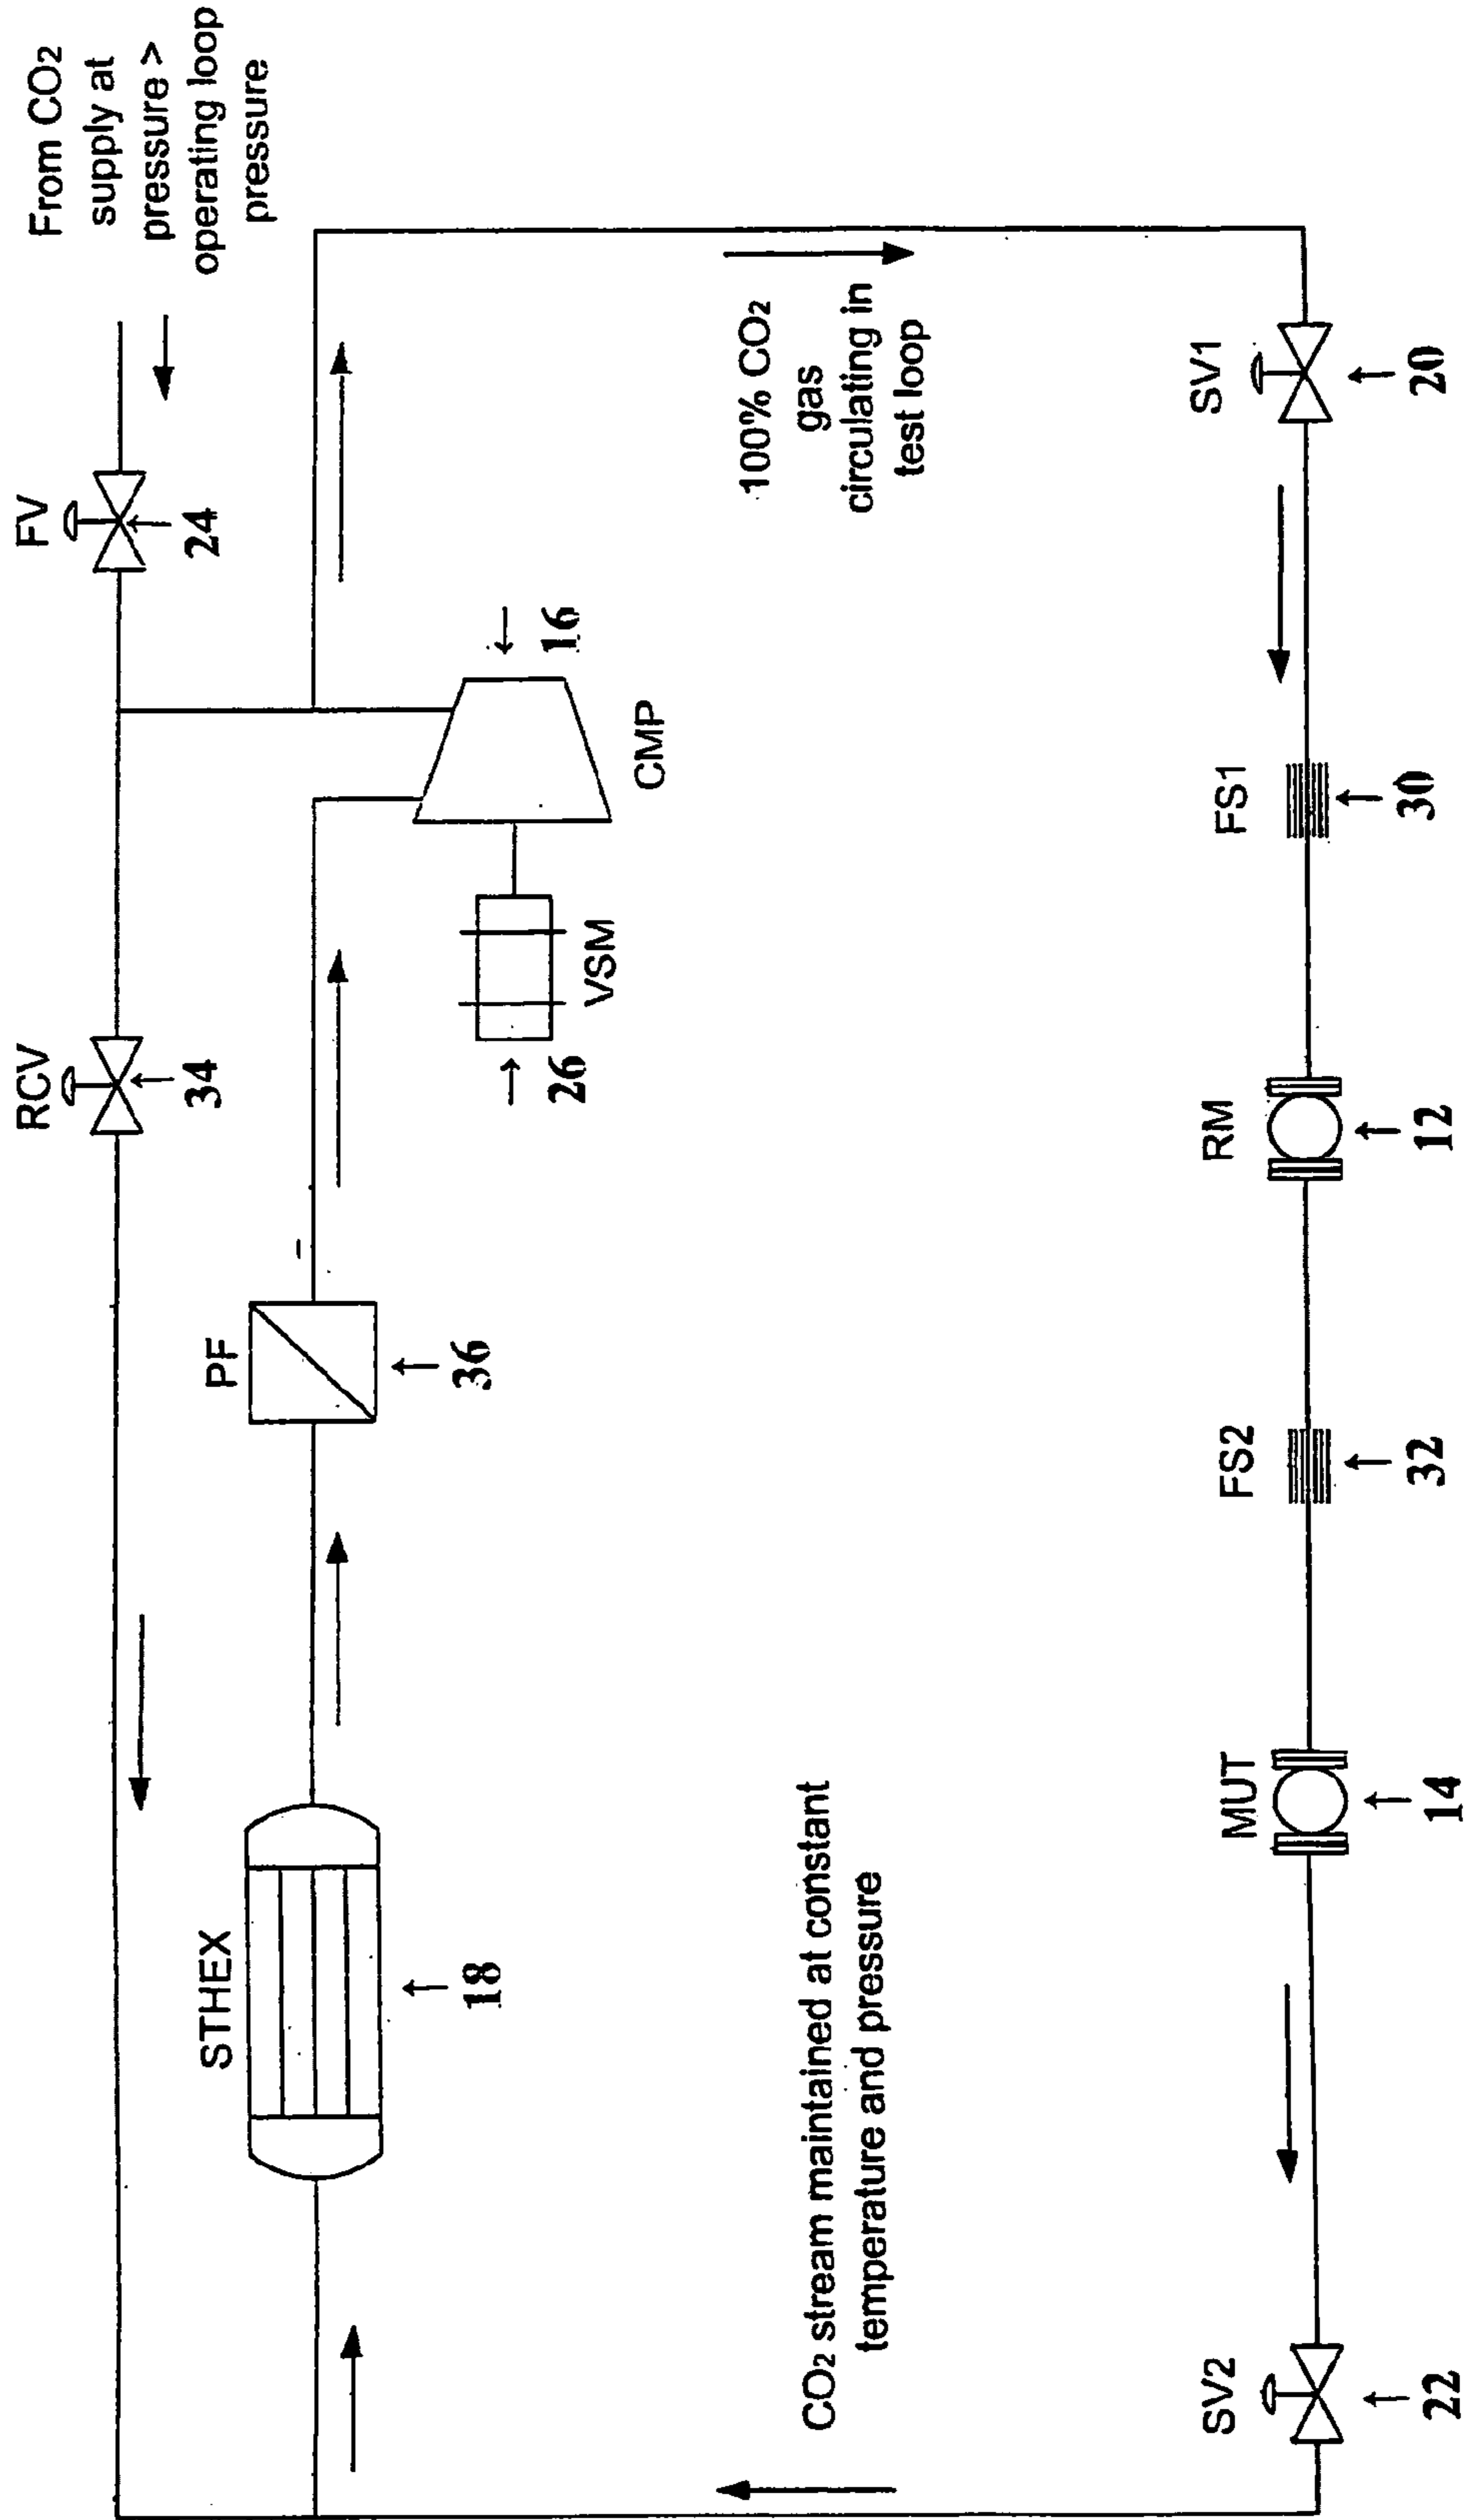 From CO₂
supply at
pressure >
operating loop
pressure
RCV
FV
34
24
STHEX
PF
18
36
26
16
VSM
CMP
100% CO₂
gas
circulating in
test loop
CO₂ stream maintained at constant
temperature and pressure
SV2
MUT
FS2
RM
FS1
SV1
22
14
32
12
30
20